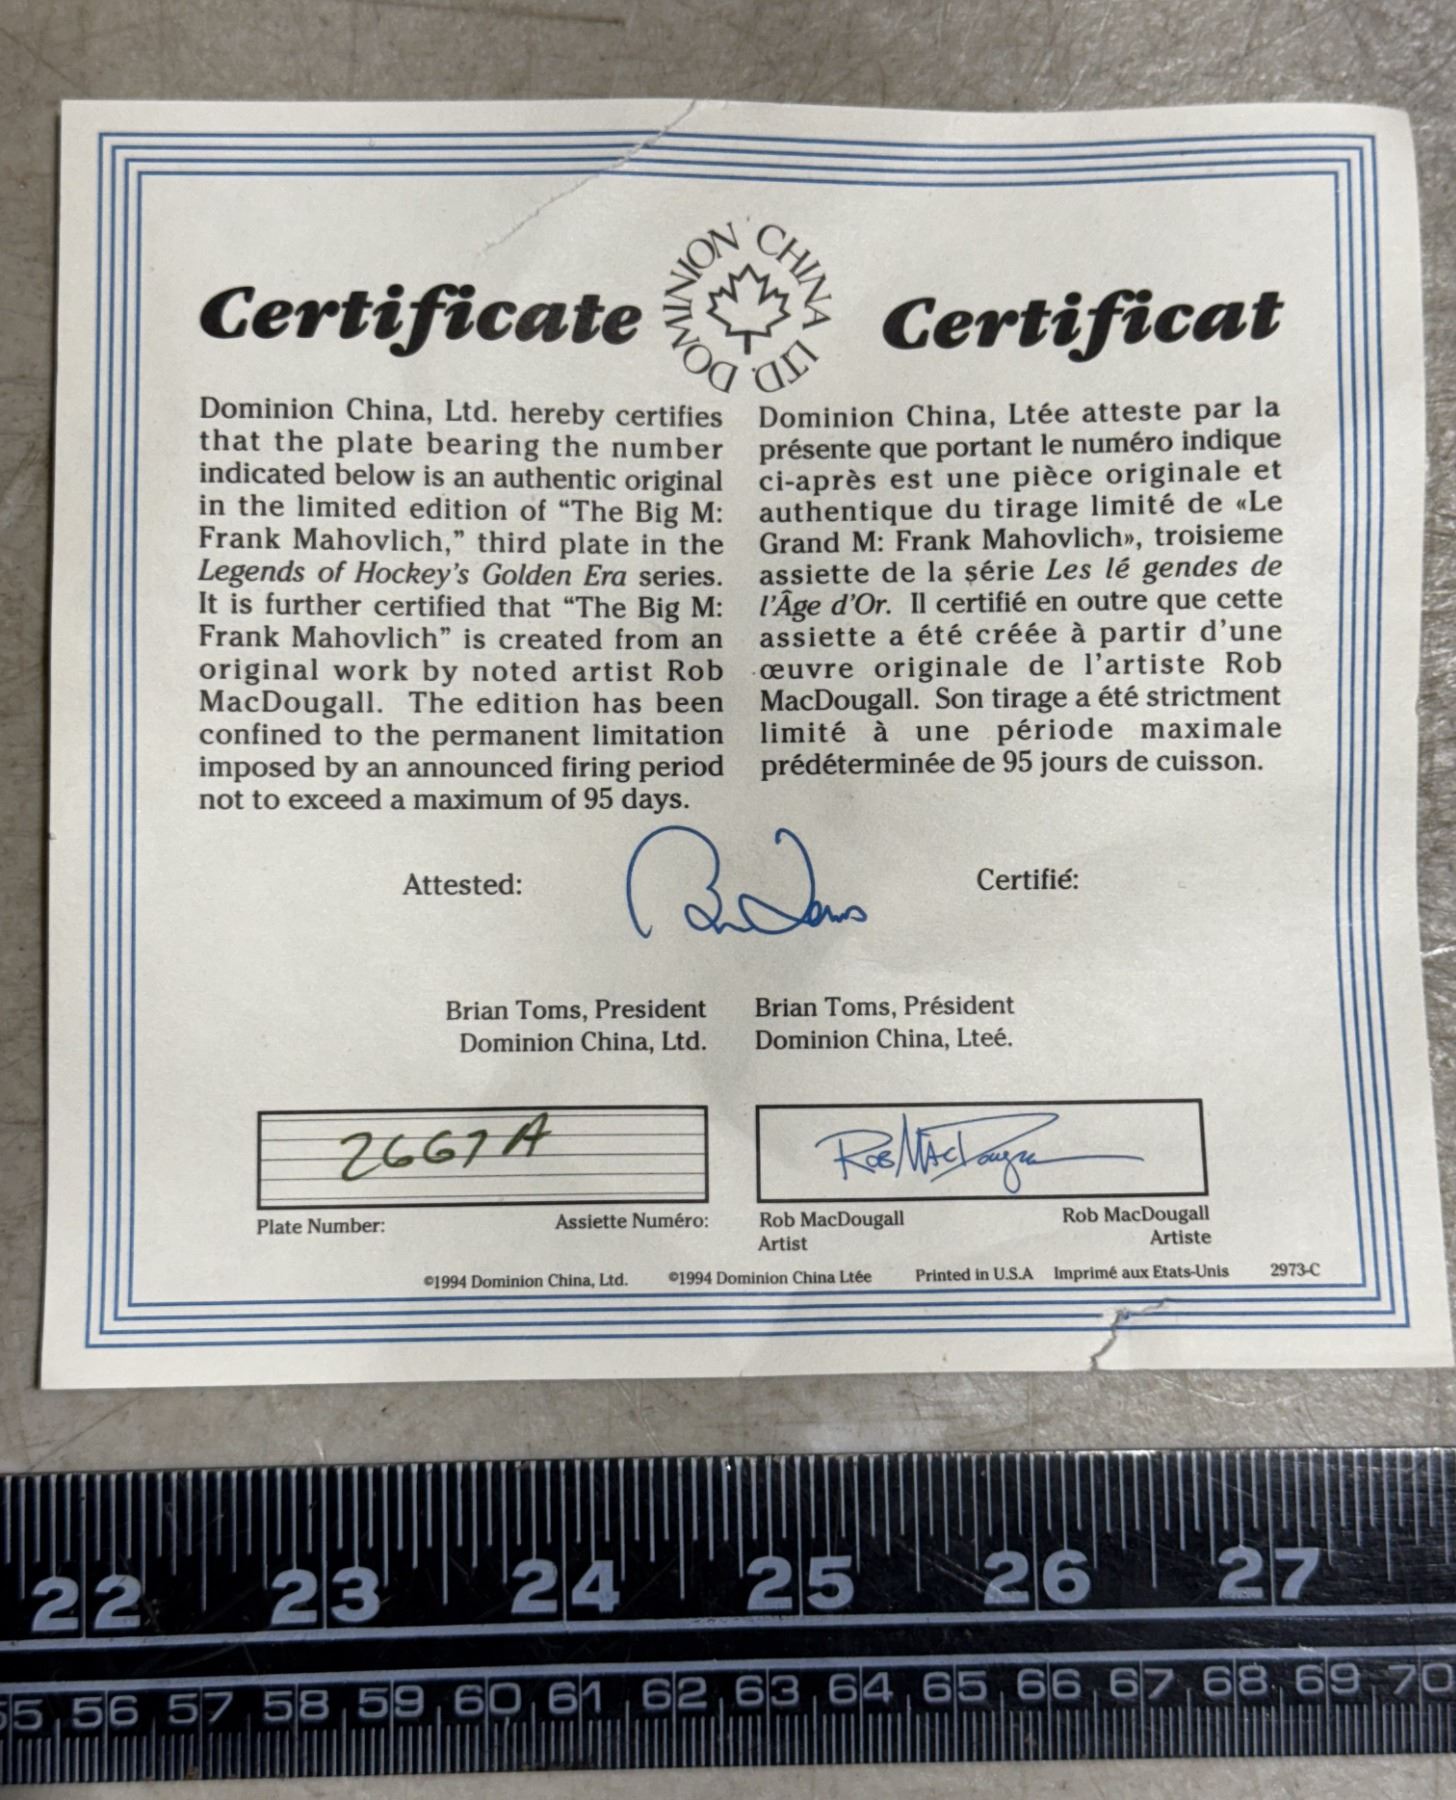 Certificate
DOMINION CHINA LTD.
Certificat
Dominion China, Ltd. hereby certifies
that the plate bearing the number
indicated below is an authentic original
in the limited edition of “The Big M:
Frank Mahovlich,” third plate in the
Legends of Hockey’s Golden Era series.
It is further certified that “The Big M:
Frank Mahovlich” is created from an
original work by noted artist Rob
MacDougall. The edition has been
confined to the permanent limitation
imposed by an announced firing period
not to exceed a maximum of 95 days.
Dominion China, Ltée atteste par la
présente que portant le numéro indique
ci-après est une pièce originale et
authentique du tirage limité de «Le
Grand M: Frank Mahovlich», troisieme
assiette de la série Les lé gendes de
l’Âge d’Or. Il certifié en outre que cette
assiette a été créée à partir d’une
œuvre originale de l’artiste Rob
MacDougall. Son tirage a été strictment
limité à une période maximale
prédéterminée de 95 jours de cuisson.
Attested:
Certifié:
Brian Toms, President
Dominion China, Ltd.
Brian Toms, Président
Dominion China, Lteé.
2667A
Rob MacDougall
Plate Number: Assiette Numéro:
Rob MacDougall
Artist
Rob MacDougall
Artiste
©1994 Dominion China, Ltd. ©1994 Dominion China Ltée Printed in U.S.A Imprimé aux Etats-Unis 2973-C
22 23 24 25 26 27
55 56 57 58 59 60 61 62 63 64 65 66 67 68 69 70